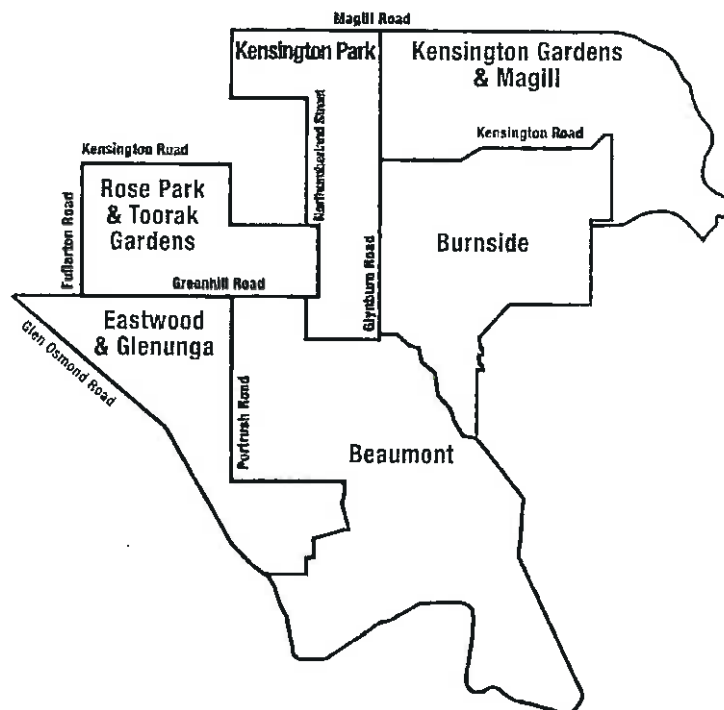 Magill Road
Kensington Park
Kensington Gardens
& Magill
Northumberland Street
Kensington Road
Kensington Road
Rose Park
& Toorak
Gardens
Fullarton Road
Burnside
Glynburn Road
Greenhill Road
Eastwood
& Glenunga
Glen Osmond Road
Portrush Road
Beaumont